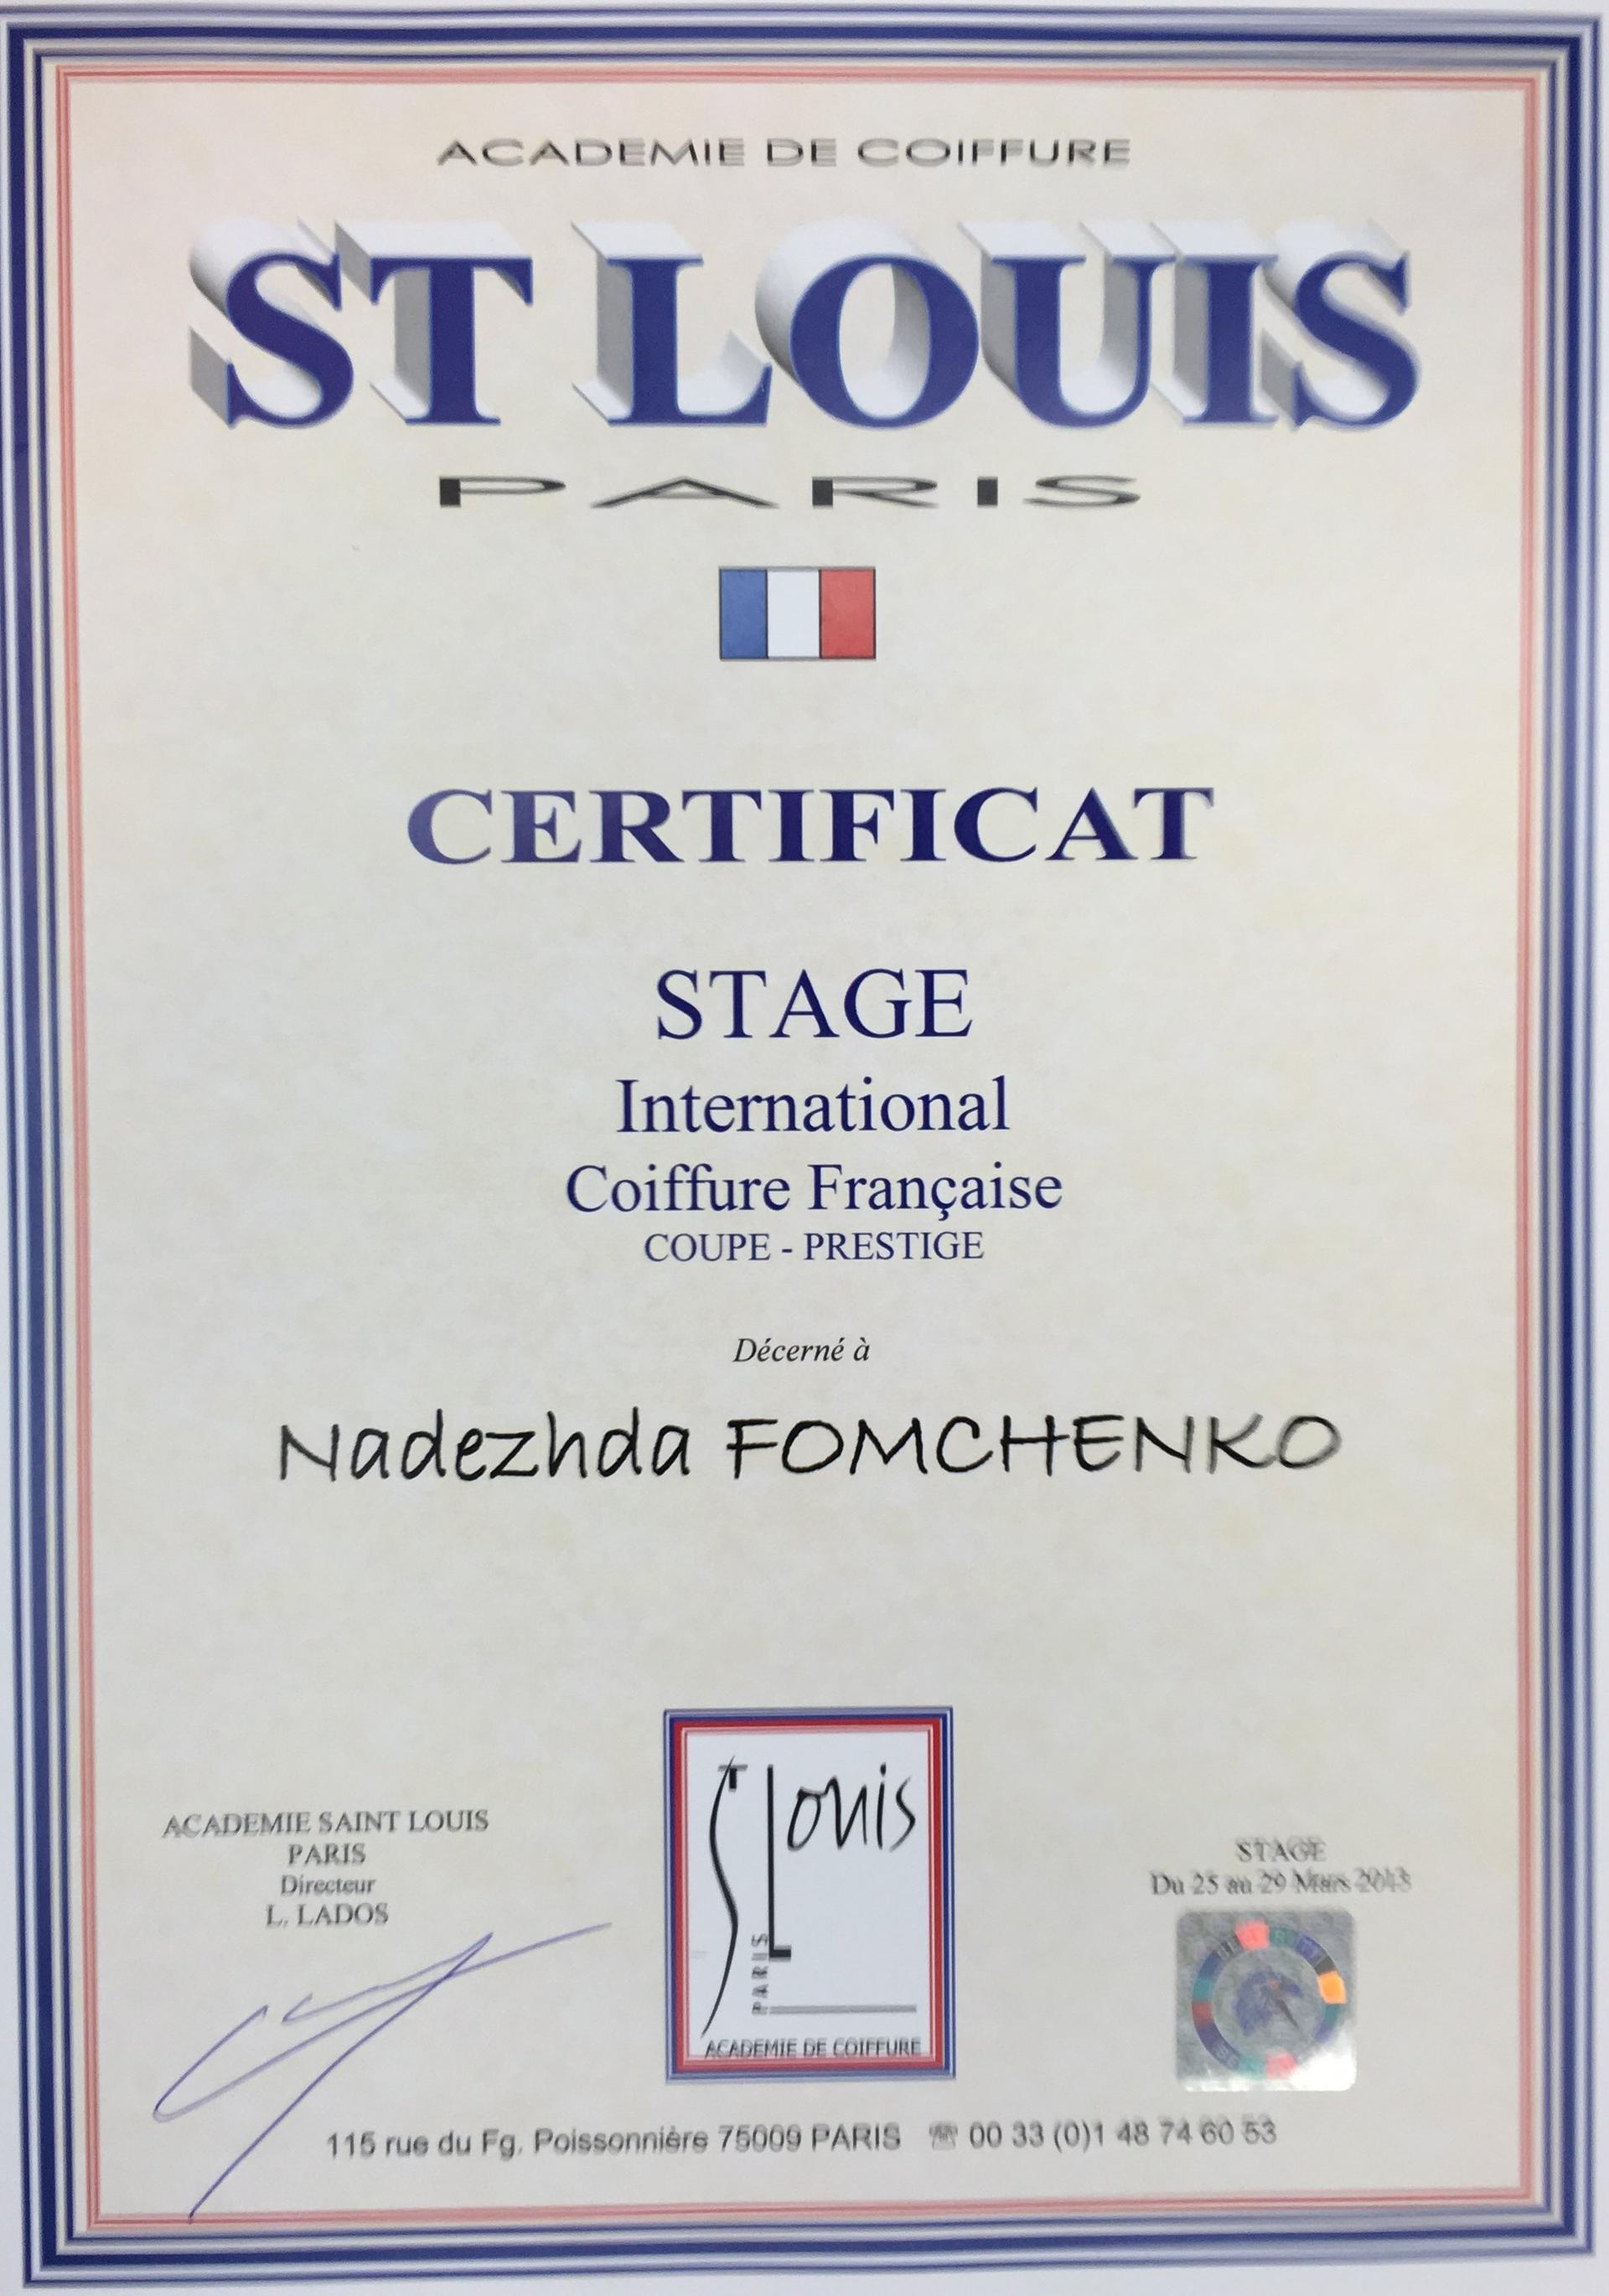 ACADEMIE DE COIFFURE
ST LOUIS
PARIS
CERTIFICAT
STAGE
International
Coiffure Française
COUPE - PRESTIGE
Décerné à
Nadezhda FOMCHENKO
ACADEMIE SAINT LOUIS
PARIS
Directeur
L. LADOS
ST Louis
PARIS
ACADEMIE DE COIFFURE
STAGE
Du 25 au 29 Mars 2013
115 rue du Fg. Poissonnière 75009 PARIS ☏ 00 33 (0)1 48 74 60 53